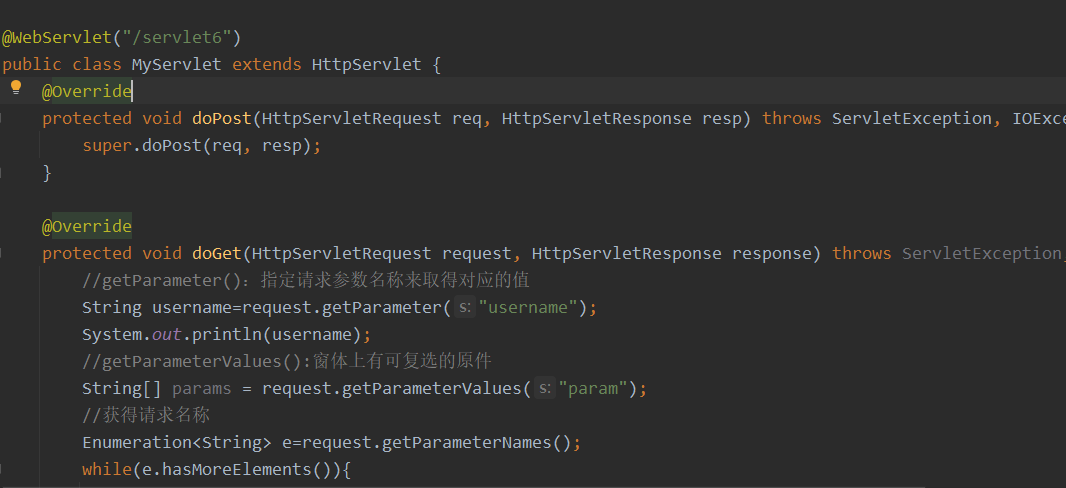 @WebServlet("/servlet6")
public class MyServlet extends HttpServlet {
@Override
protected void doPost(HttpServletRequest req, HttpServletResponse resp) throws ServletException, IOExce
super.doPost(req, resp);
}
@Override
protected void doGet(HttpServletRequest request, HttpServletResponse response) throws ServletException,
//getParameter(): 指定请求参数名称来取得对应的值
String username=request.getParameter( s: "username");
System.out.println(username);
//getParameterValues():窗体上有可复选的原件
String[] params = request.getParameterValues( s: "param");
//获得请求名称
Enumeration<String> e=request.getParameterNames();
while(e.hasMoreElements()){